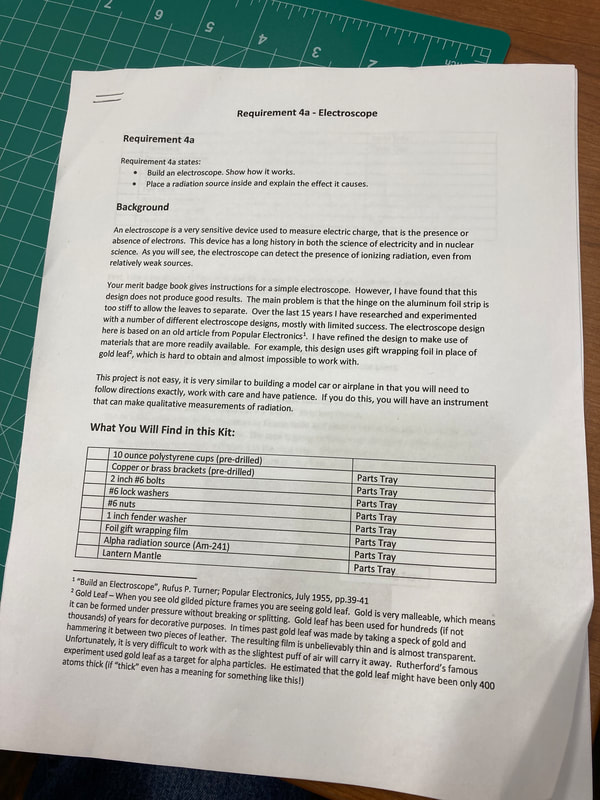 7 6 5 4 3 2
Requirement 4a - Electroscope
Requirement 4a
Requirement 4a states:
• Build an electroscope. Show how it works.
• Place a radiation source inside and explain the effect it causes.
Background
An electroscope is a very sensitive device used to measure electric charge, that is the presence or
absence of electrons. This device has a long history in both the science of electricity and in nuclear
science. As you will see, the electroscope can detect the presence of ionizing radiation, even from
relatively weak sources.
Your merit badge book gives instructions for a simple electroscope. However, I have found that this
design does not produce good results. The main problem is that the hinge on the aluminum foil strip is
too stiff to allow the leaves to separate. Over the last 15 years I have researched and experimented
with a number of different electroscope designs, mostly with limited success. The electroscope design
here is based on an old article from Popular Electronics¹. I have refined the design to make use of
materials that are more readily available. For example, this design uses gift wrapping foil in place of
gold leaf², which is hard to obtain and almost impossible to work with.
This project is not easy, it is very similar to building a model car or airplane in that you will need to
follow directions exactly, work with care and have patience. If you do this, you will have an instrument
that can make qualitative measurements of radiation.
What You Will Find in this Kit:
10 ounce polystyrene cups (pre-drilled)
Copper or brass brackets (pre-drilled) Parts Tray
2 inch #6 bolts Parts Tray
#6 lock washers Parts Tray
#6 nuts Parts Tray
1 inch fender washer Parts Tray
Foil gift wrapping film Parts Tray
Alpha radiation source (Am-241) Parts Tray
Lantern Mantle Parts Tray
¹ "Build an Electroscope", Rufus P. Turner; Popular Electronics, July 1955, pp.39-41
² Gold Leaf – When you see old gilded picture frames you are seeing gold leaf. Gold is very malleable, which means
it can be formed under pressure without breaking or splitting. Gold leaf has been used for hundreds (if not
thousands) of years for decorative purposes. In times past gold leaf was made by taking a speck of gold and
hammering it between two pieces of leather. The resulting film is unbelievably thin and is almost transparent.
Unfortunately, it is very difficult to work with as the slightest puff of air will carry it away. Rutherford's famous
experiment used gold leaf as a target for alpha particles. He estimated that the gold leaf might have been only 400
atoms thick (if "thick" even has a meaning for something like this!)